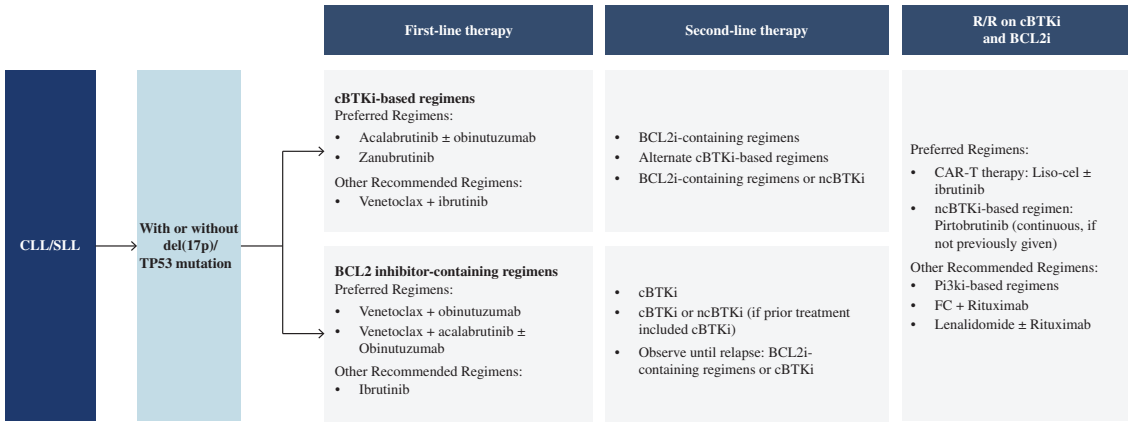 First-line therapy
Second-line therapy
R/R on cBTKi
and BCL2i
CLL/SLL
With or without
del(17p)/
TP53 mutation
cBTKi-based regimens
Preferred Regimens:
• Acalabrutinib ± obinutuzumab
• Zanubrutinib
Other Recommended Regimens:
• Venetoclax + ibrutinib
• BCL2i-containing regimens
• Alternate cBTKi-based regimens
• BCL2i-containing regimens or ncBTKi
BCL2 inhibitor-containing regimens
Preferred Regimens:
• Venetoclax + obinutuzumab
• Venetoclax + acalabrutinib ±
Obinutuzumab
Other Recommended Regimens:
• Ibrutinib
• cBTKi
• cBTKi or ncBTKi (if prior treatment
included cBTKi)
• Observe until relapse: BCL2i-
containing regimens or cBTKi
Preferred Regimens:
• CAR-T therapy: Liso-cel ±
ibrutinib
• ncBTKi-based regimen:
Pirtobrutinib (continuous, if
not previously given)
Other Recommended Regimens:
• Pi3ki-based regimens
• FC + Rituximab
• Lenalidomide ± Rituximab